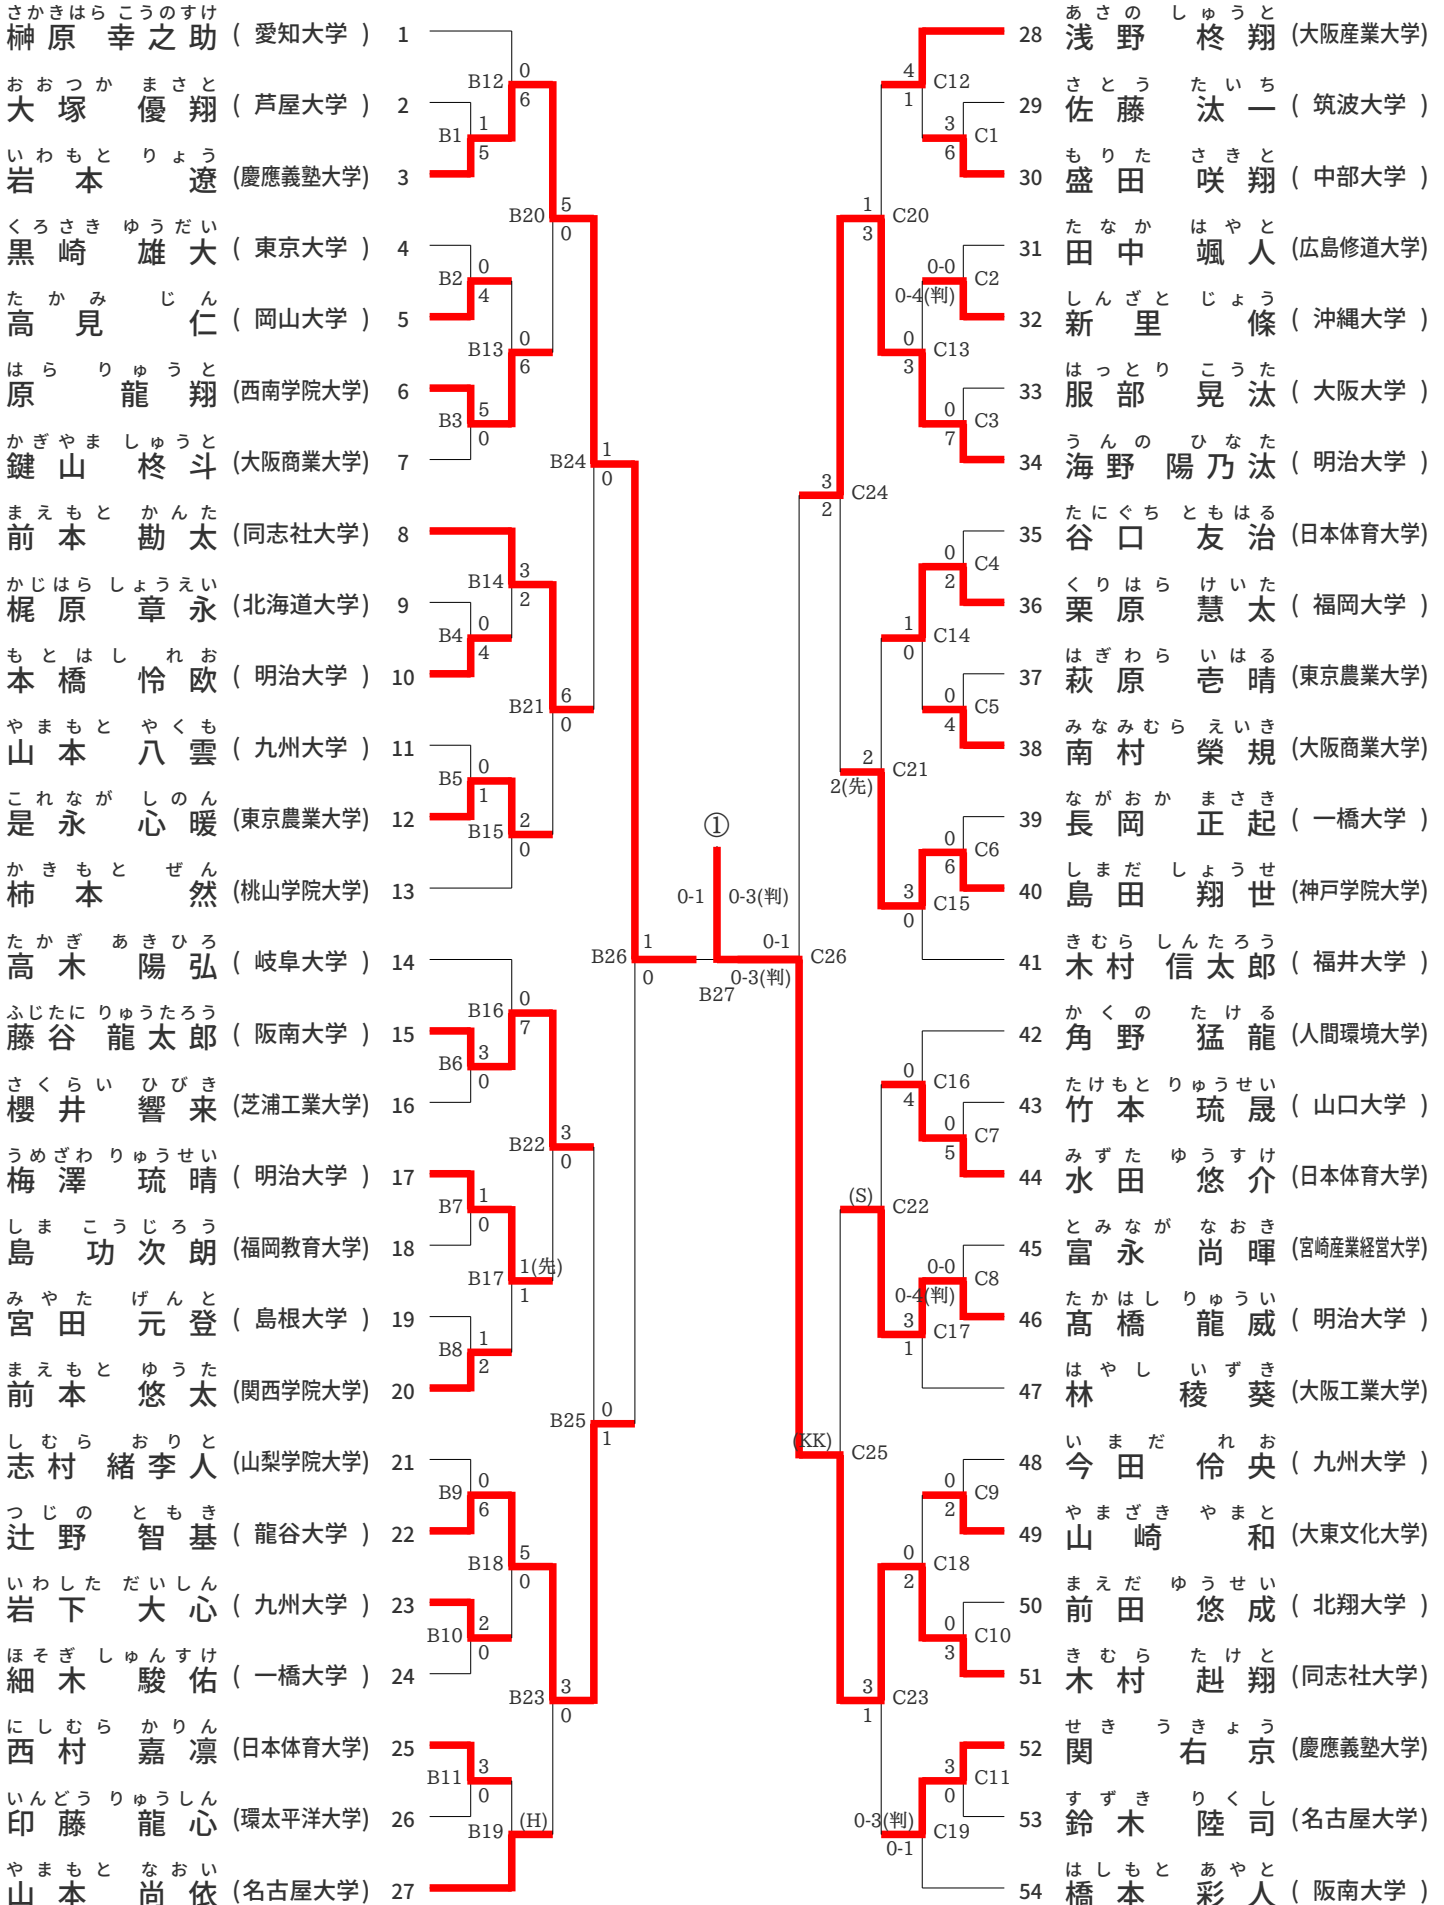 さかきはら こうのすけ
榊原 幸之助 ( 愛知大学 ) 1
おおつか まさと
大塚 優翔 ( 芦屋大学 ) 2
いわもと りょう
岩本 遼 (慶應義塾大学) 3
くろさき ゆうだい
黒崎 雄大 ( 東京大学 ) 4
たかみ じん
高見 仁 ( 岡山大学 ) 5
はら りゅうと
原 龍翔 (西南学院大学) 6
かぎやま しゅうと
鍵山 柊斗 (大阪商業大学) 7
まえもと かんた
前本 勘太 (同志社大学) 8
かじはら しょうえい
梶原 章永 (北海道大学) 9
もとはし れお
本橋 怜欧 ( 明治大学 ) 10
やまもと やくも
山本 八雲 ( 九州大学 ) 11
これなが しのん
是永 心暖 (東京農業大学) 12
かきもと ぜん
柿本 然 (桃山学院大学) 13
たかぎ あきひろ
高木 陽弘 ( 岐阜大学 ) 14
ふじたに りゅうたろう
藤谷 龍太郎 ( 阪南大学 ) 15
さくらい ひびき
櫻井 響来 (芝浦工業大学) 16
うめざわ りゅうせい
梅澤 琉晴 ( 明治大学 ) 17
しま こうじろう
島 功次朗 (福岡教育大学) 18
みやた げんと
宮田 元登 ( 島根大学 ) 19
まえもと ゆうた
前本 悠太 (関西学院大学) 20
しむら おりと
志村 緒李人 (山梨学院大学) 21
つじの ともき
辻野 智基 ( 龍谷大学 ) 22
いわした だいしん
岩下 大心 ( 九州大学 ) 23
ほそぎ しゅんすけ
細木 駿佑 ( 一橋大学 ) 24
にしむら かりん
西村 嘉凛 (日本体育大学) 25
いんどう りゅうしん
印藤 龍心 (環太平洋大学) 26
やまもと なおい
山本 尚依 (名古屋大学) 27
B12 0 6
B1 1 5
B20 5 0
B2 0 4
B13 0 6
B3 5 0
B24 1 0
B14 3 2
B4 0 4
B21 6 0
B5 0 1
B15 2 0
B26 1 0
B16 0 7
B6 3 0
B22 3 0
B7 1 0
B17 1(先) 1
B8 1 2
B25 0 1
B9 0 6
B18 5 0
B10 2 0
B23 3 0
B11 3 0
B19 (H)
①
0-1 0-3(判)
B27
0-1 C26
0-3(判)
4 1 C12
3 6 C1
1 3 C20
0-0 C2
0-4(判)
0 3 C13
0 7 C3
3 2 C24
0 2 C4
1 0 C14
0 4 C5
2 C21
2(先)
0 6 C6
3 0 C15
0 4 C16
0 5 C7
(S) C22
0-0 C8
0-4(判)
3 1 C17
(KK) C25
0 2 C9
0 2 C18
0 3 C10
3 1 C23
3 0 C11
0-3(判) C19
0-1
あさの しゅうと
28 浅野 柊翔 (大阪産業大学)
さとう たいち
29 佐藤 汰一 ( 筑波大学 )
もりた さきと
30 盛田 咲翔 ( 中部大学 )
たなか はやと
31 田中 颯人 (広島修道大学)
しんざと じょう
32 新里 條 ( 沖縄大学 )
はっとり こうた
33 服部 晃汰 ( 大阪大学 )
うんの ひなた
34 海野 陽乃汰 ( 明治大学 )
たにぐち ともはる
35 谷口 友治 (日本体育大学)
くりはら けいた
36 栗原 慧太 ( 福岡大学 )
はぎわら いはる
37 萩原 壱晴 (東京農業大学)
みなみむら えいき
38 南村 榮規 (大阪商業大学)
ながおか まさき
39 長岡 正起 ( 一橋大学 )
しまだ しょうせ
40 島田 翔世 (神戸学院大学)
きむら しんたろう
41 木村 信太郎 ( 福井大学 )
かくの たける
42 角野 猛龍 (人間環境大学)
たけもと りゅうせい
43 竹本 琉晟 ( 山口大学 )
みずた ゆうすけ
44 水田 悠介 (日本体育大学)
とみなが なおき
45 富永 尚暉 (宮崎産業経営大学)
たかはし りゅうい
46 髙橋 龍威 ( 明治大学 )
はやし いずき
47 林 稜葵 (大阪工業大学)
いまだ れお
48 今田 伶央 ( 九州大学 )
やまざき やまと
49 山崎 和 (大東文化大学)
まえだ ゆうせい
50 前田 悠成 ( 北翔大学 )
きむら たけと
51 木村 赳翔 (同志社大学)
せき うきょう
52 関 右京 (慶應義塾大学)
すずき りくし
53 鈴木 陸司 (名古屋大学)
はしもと あやと
54 橋本 彩人 ( 阪南大学 )